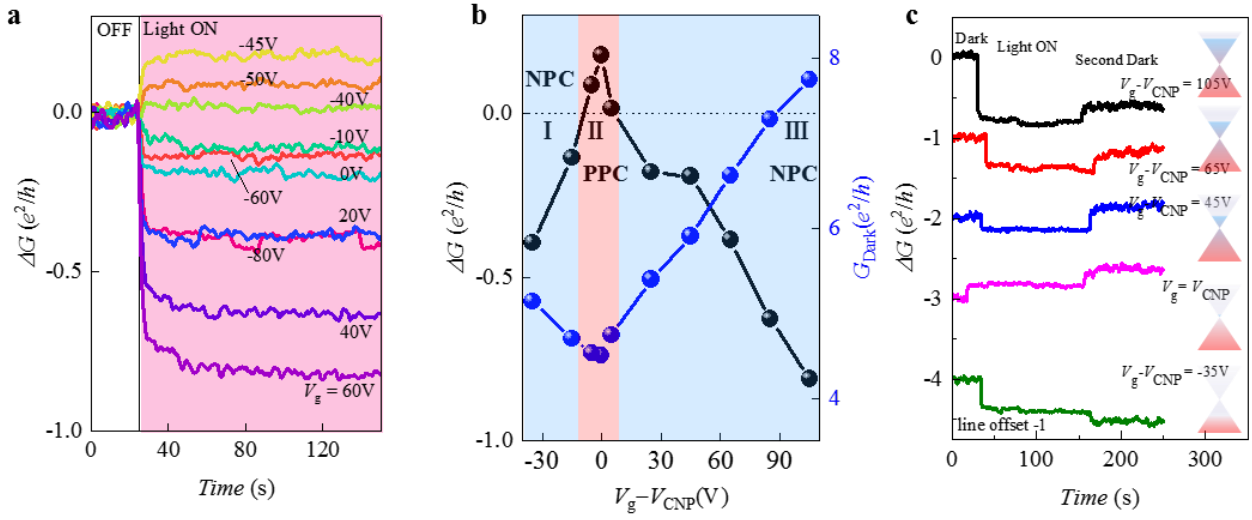 a
OFF
Light ON
-45V
-50V
-40V
-10V
0V
-60V
20V
-80V
40V
Vg = 60V
0.0
-0.5
-1.0
ΔG (e²/h)
0
40
80
120
Time (s)
b
NPC
I
II
PPC
III
NPC
0.0
-0.5
-1.0
ΔG (e²/h)
8
6
4
GDark(e²/h)
-30
0
30
60
90
Vg−VCNP(V)
c
Dark
Light ON
Second Dark
Vg-VCNP = 105V
Vg-VCNP = 65V
Vg-VCNP = 45V
Vg= VCNP
Vg-VCNP = -35V
line offset -1
0
-1
-2
-3
-4
ΔG (e²/h)
0
100
200
300
Time (s)